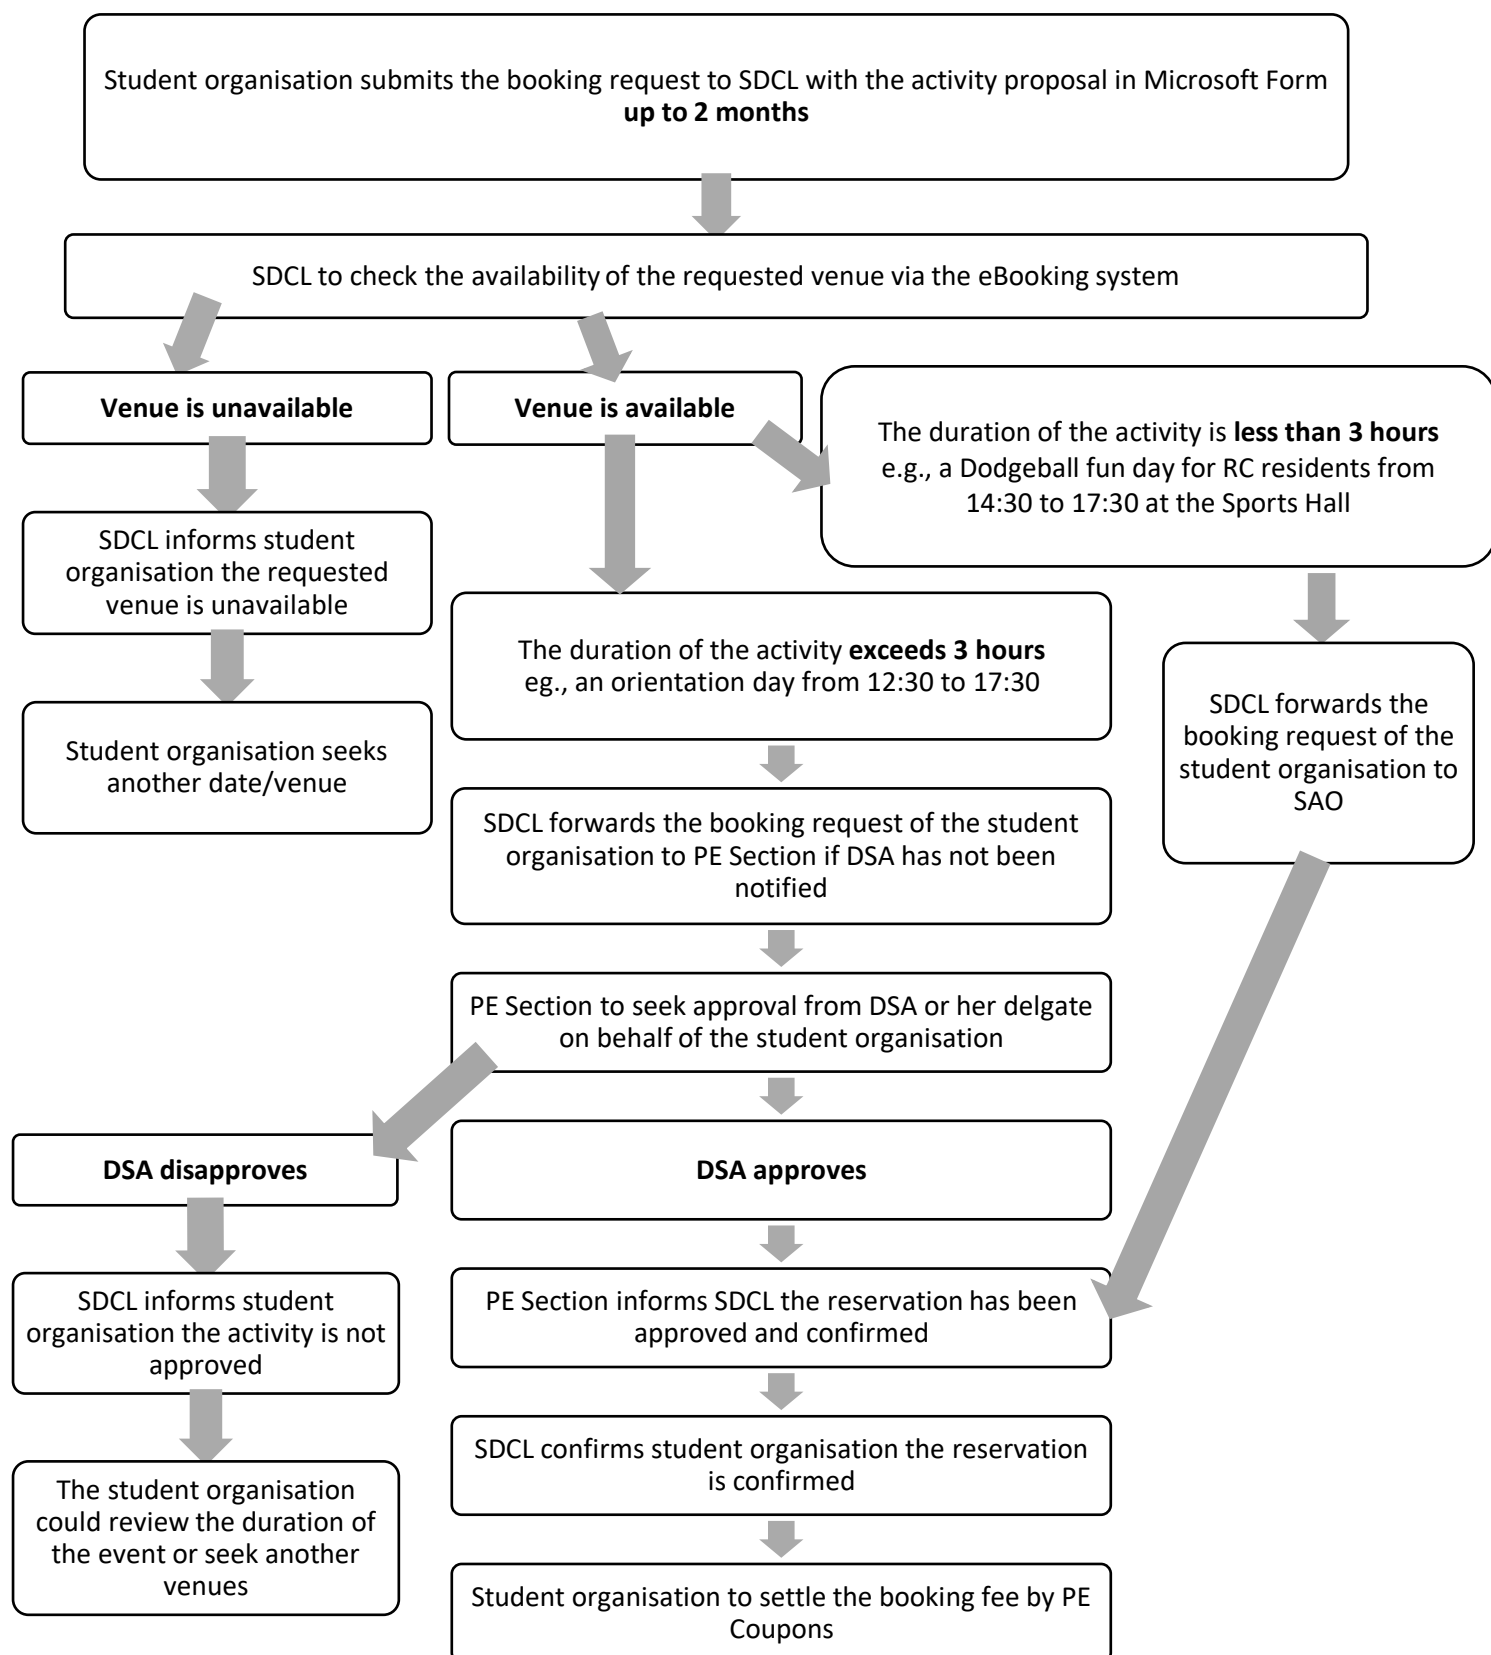 Student organisation submits the booking request to SDCL with the activity proposal in Microsoft Form
up to 2 months
SDCL to check the availability of the requested venue via the eBooking system
Venue is unavailable
Venue is available
The duration of the activity is less than 3 hours
e.g., a Dodgeball fun day for RC residents from
14:30 to 17:30 at the Sports Hall
SDCL informs student
organisation the requested
venue is unavailable
The duration of the activity exceeds 3 hours
eg., an orientation day from 12:30 to 17:30
SDCL forwards the
booking request of the
student organisation to
SAO
Student organisation seeks
another date/venue
SDCL forwards the booking request of the student
organisation to PE Section if DSA has not been
notified
PE Section to seek approval from DSA or her delgate
on behalf of the student organisation
DSA disapproves
DSA approves
SDCL informs student
organisation the activity is not
approved
PE Section informs SDCL the reservation has been
approved and confirmed
SDCL confirms student organisation the reservation
is confirmed
The student organisation
could review the duration of
the event or seek another
venues
Student organisation to settle the booking fee by PE
Coupons